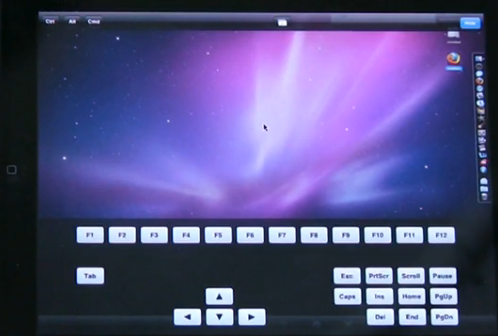 Ctrl Alt Cmd
F1 F2 F3 F4 F5 F6 F7 F8 F9 F10 F11 F12
Tab Esc PrtScr Scroll Pause
Caps Ins Home PgUp
Del End PgDn